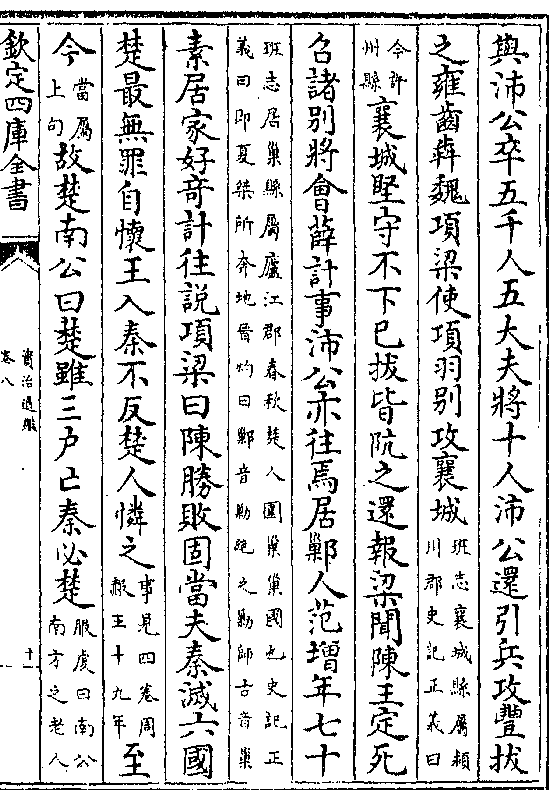 與沛公卒五千人五大夫將十人沛公還引兵攻豐拔
之雍齒犇魏項梁使項羽别攻襄城班志襄城縣屬頴川郡史記正義曰
今許州縣襄城堅守不下已拔皆阬之還報梁聞陳王定死
召諸别將會薛計事沛公亦往焉居鄛人范增年七十
班志居巢縣屬廬江郡春秋楚人圍巢巢國也史記正
義曰即夏桀所奔地晉灼曰鄛音勦絶之勦師古音巢
素居家好竒計往説項梁曰陳勝敗固當夫秦滅六國
楚最無罪自懷王入秦不反楚人憐之事見四卷周赧王十九年至
今當屬上句故楚南公曰楚雖三户亡秦必楚服䖍曰南公南方之老人
欽定四庫全書
資治通鑑
卷八
十一